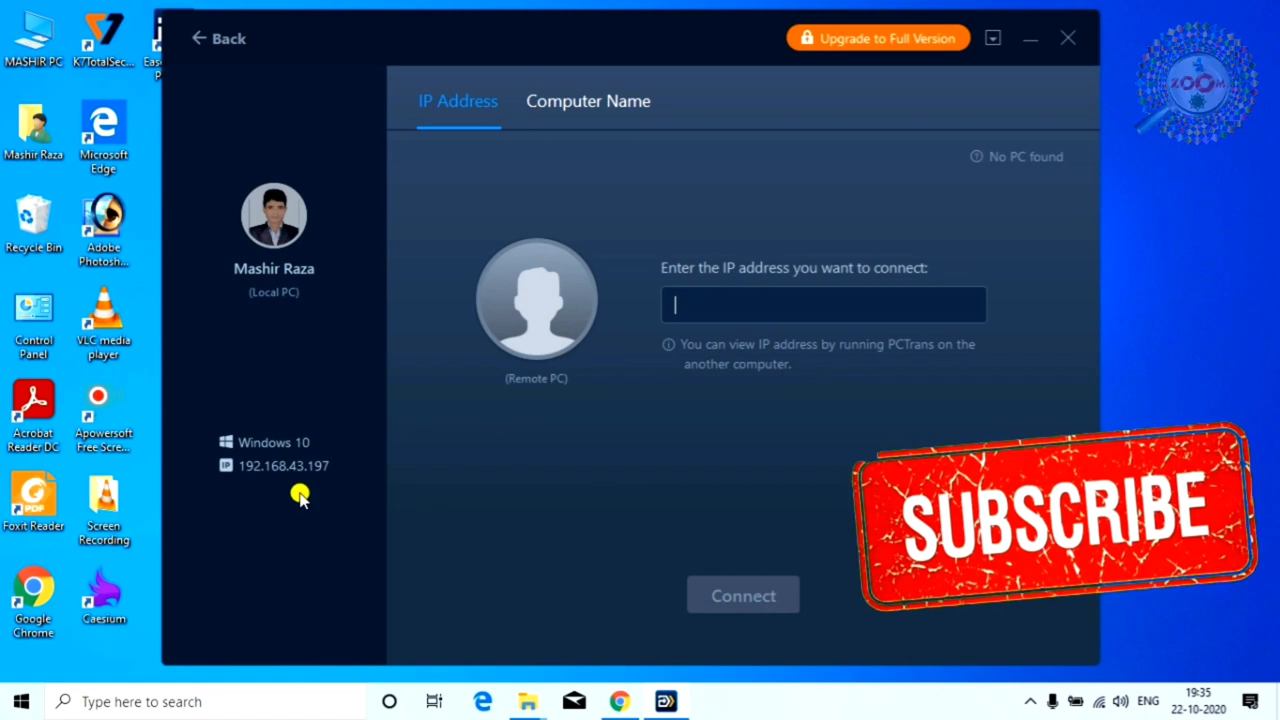 MASHIR PC
K7TotalSec...
Mashir Raza
Microsoft
Edge
Recycle Bin
Adobe
Photosh...
Control
Panel
VLC media
player
Acrobat
Reader DC
Apowersoft
Free Scre...
Foxit Reader
Screen
Recording
Google
Chrome
Caesium
Back
Upgrade to Full Version
IP Address
Computer Name
No PC found
Mashir Raza
(Local PC)
Windows 10
IP 192.168.43.197
(Remote PC)
Enter the IP address you want to connect:
You can view IP address by running PCTrans on the
another computer.
Connect
ZOOM
SUBSCRIBE
Type here to search
ENG
19:35
22-10-2020